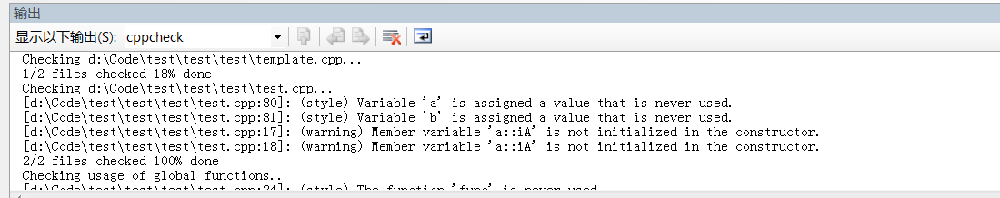 输出
显示以下输出(S): cppcheck
Checking d:\Code\test\test\test\template.cpp...
1/2 files checked 18% done
Checking d:\Code\test\test\test\test.cpp...
[d:\Code\test\test\test\test.cpp:80]: (style) Variable 'a' is assigned a value that is never used.
[d:\Code\test\test\test\test.cpp:81]: (style) Variable 'b' is assigned a value that is never used.
[d:\Code\test\test\test\test.cpp:17]: (warning) Member variable 'a::iA' is not initialized in the constructor.
[d:\Code\test\test\test\test.cpp:18]: (warning) Member variable 'a::iA' is not initialized in the constructor.
2/2 files checked 100% done
Checking usage of global functions..
[d:\Code\test\test\test\test.cpp:24]: (style) The function 'func' is never used